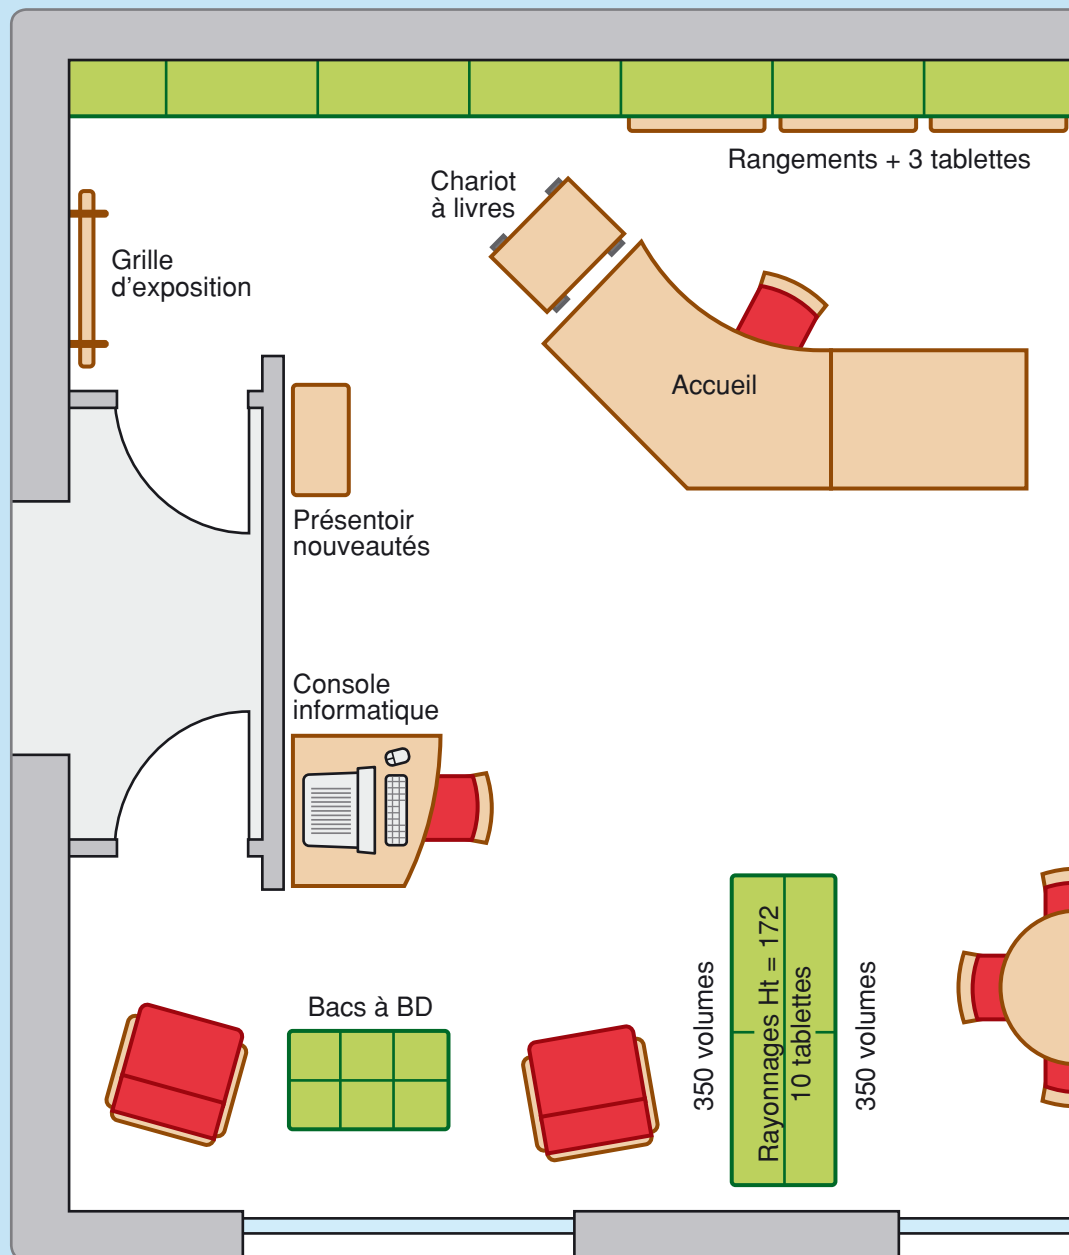 Rangements + 3 tablettes
Chariot
à livres
Grille
d’exposition
Accueil
Présentoir
nouveautés
Console
informatique
Bacs à BD
350 volumes
Rayonnages Ht = 172
10 tablettes
350 volumes